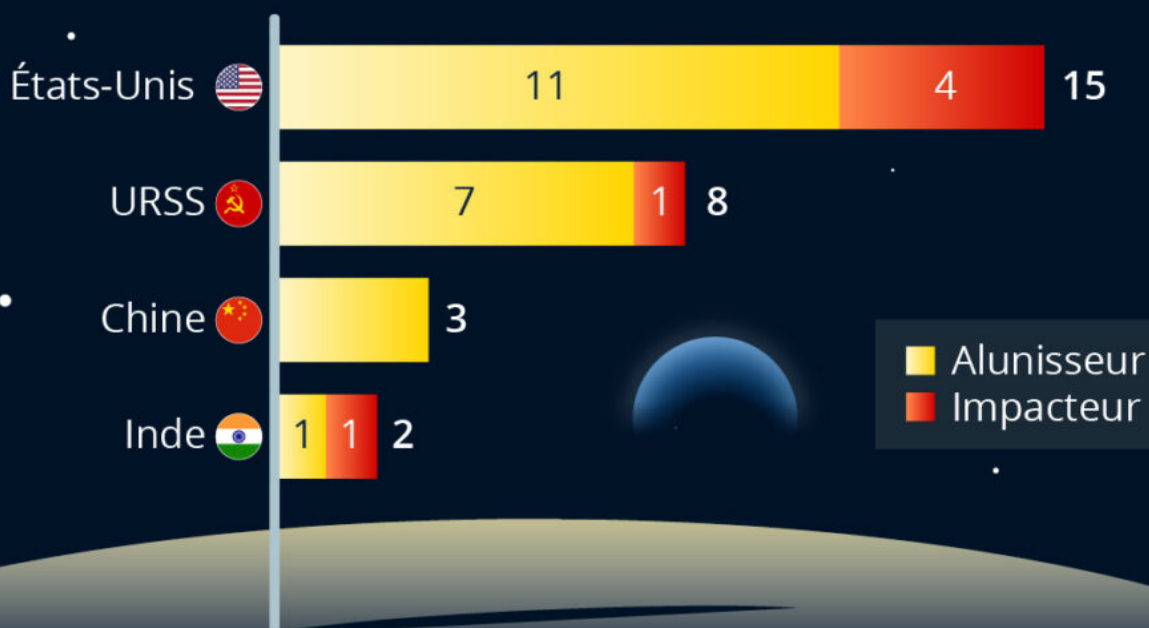 États-Unis 11 4 15
URSS 7 1 8
Chine 3
Inde 1 1 2
Alunisseur
Impacteur